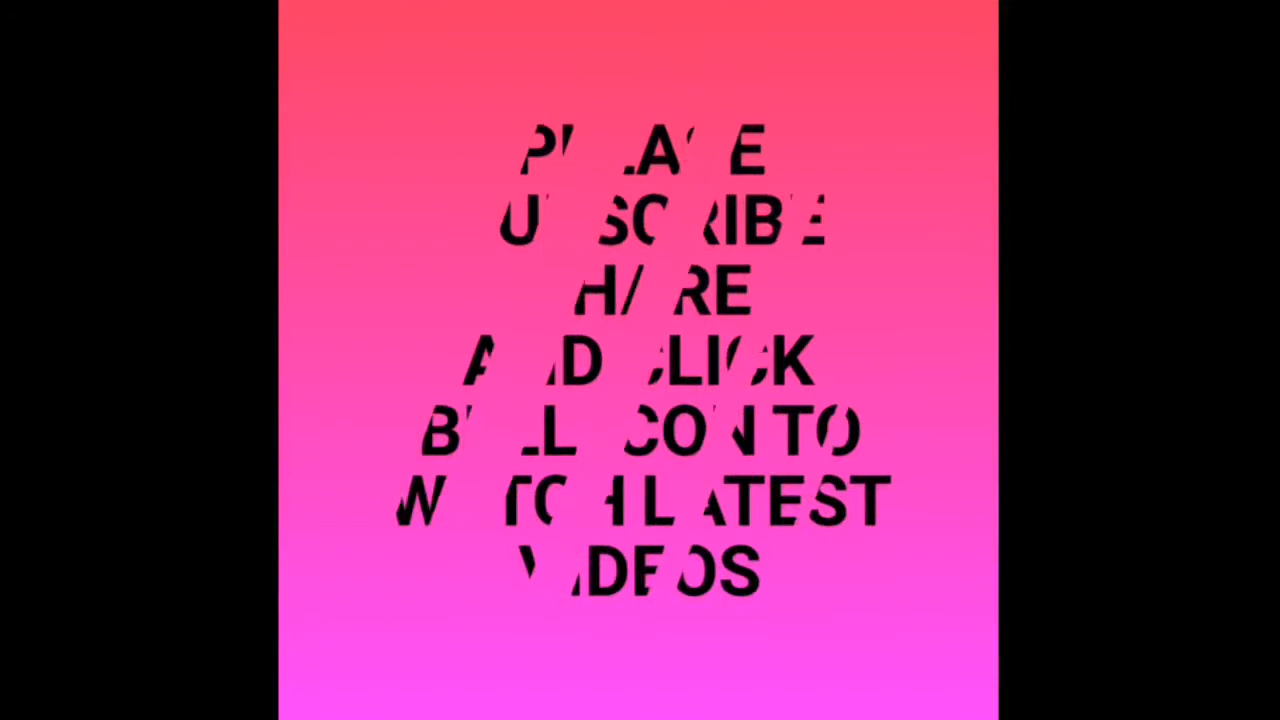 PLEASE
SUBSCRIBE
SHARE
AND CLICK
BELL ICON TO
WATCH LATEST
VIDEOS